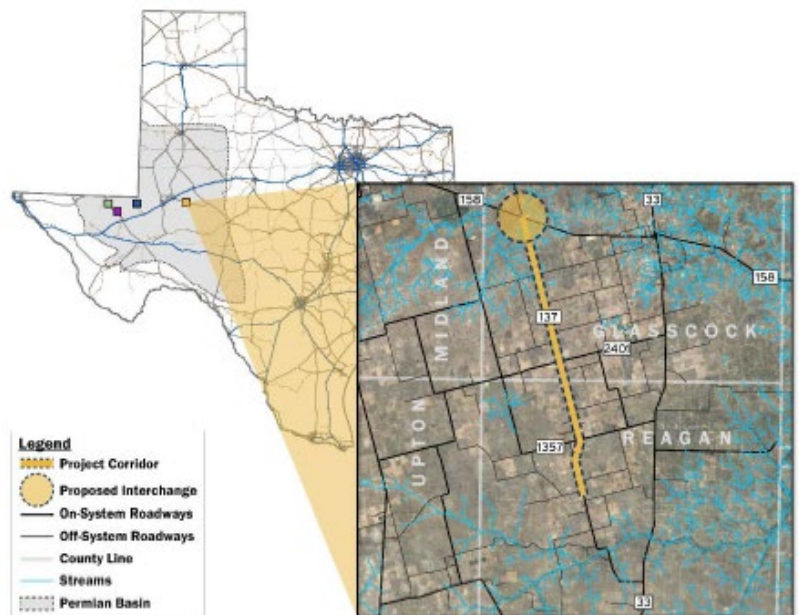 158
33
158
MIDLAND
137
GLASSCOCK
2401
UPTON
1357
REAGAN
33
Legend
Project Corridor
Proposed Interchange
On-System Roadways
Off-System Roadways
County Line
Streams
Permian Basin